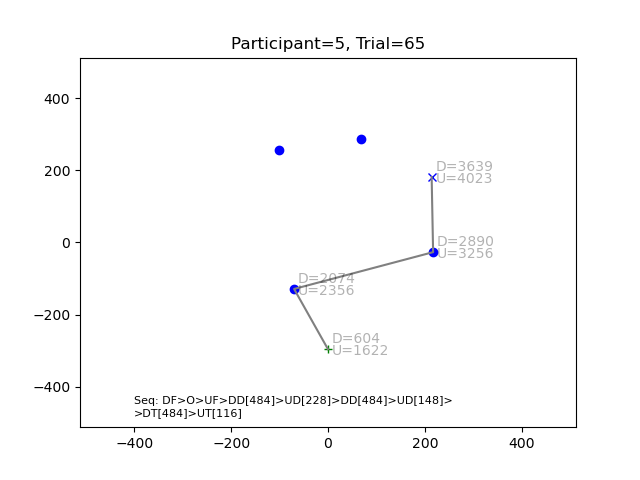 Participant=5, Trial=65
400
200
0
−200
−400
D=3639
U=4023
D=2890
U=3256
D=2074
U=2356
D=604
U=1622
Seq: DF>O>UF>DD[484]>UD[228]>DD[484]>UD[148]>
>DT[484]>UT[116]
−400 −200 0 200 400